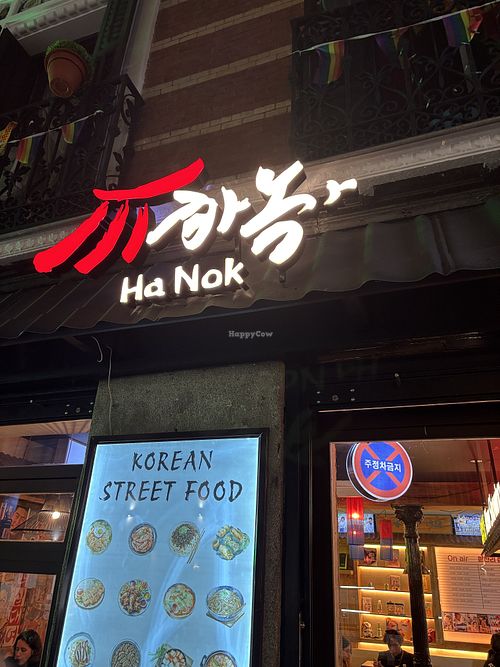 하녹
Ha Nok
HappyCow
KOREAN
STREET FOOD
주정차금지
On air